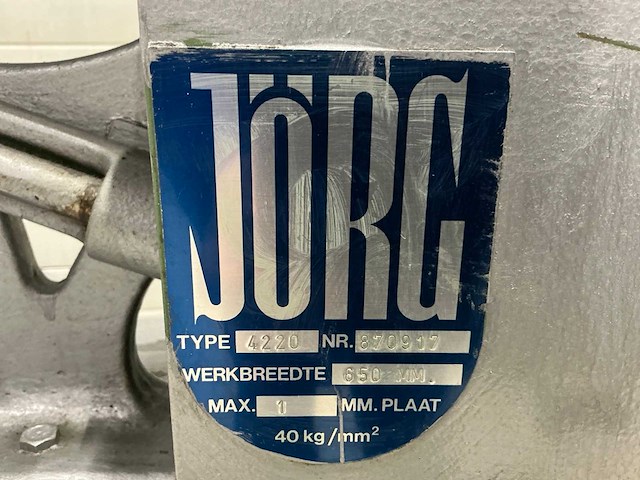 JÖRG
TYPE 4220 NR. 870917
WERKBREEDTE 650 MM.
MAX. 1 MM. PLAAT
40 kg/mm²